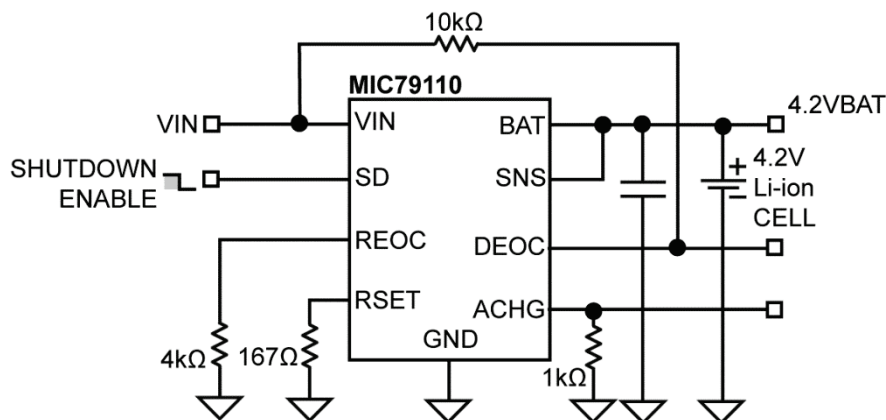 10kΩ
MIC79110
VIN
VIN
BAT
4.2VBAT
SHUTDOWN
ENABLE
SD
SNS
+ 4.2V
Li-ion
CELL
REOC
DEOC
RSET
ACHG
GND
4kΩ
167Ω
1kΩ